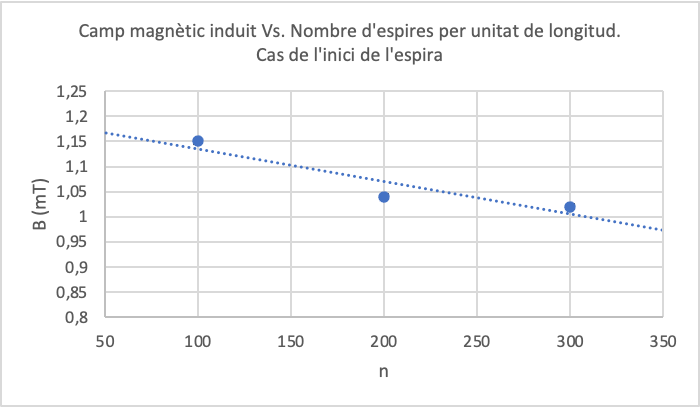 Camp magnètic induit Vs. Nombre d'espires per unitat de longitud.
Cas de l'inici de l'espira
1,25
1,2
1,15
1,1
1,05
1
0,95
0,9
0,85
0,8
B (mT)
50 100 150 200 250 300 350
n